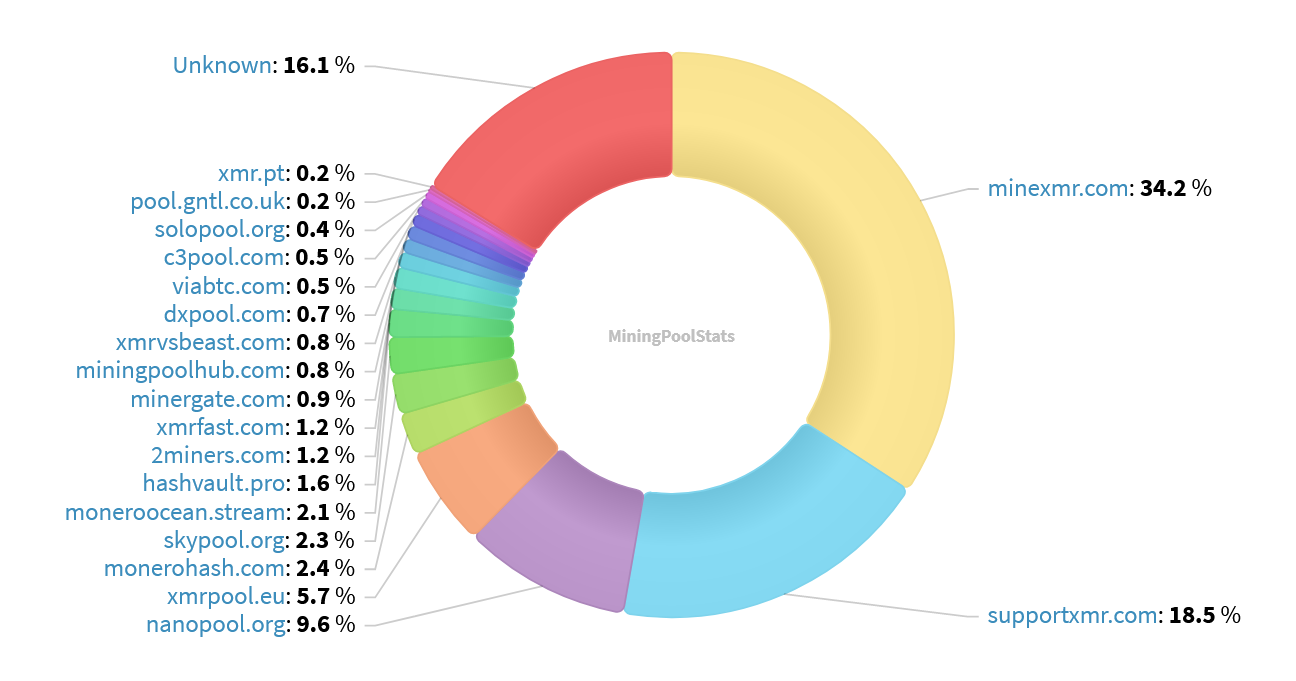 Unknown: 16.1 %
xmr.pt: 0.2 %
pool.gntl.co.uk: 0.2 %
solopool.org: 0.4 %
c3pool.com: 0.5 %
viabtc.com: 0.5 %
dxpool.com: 0.7 %
xmrvsbeast.com: 0.8 %
miningpoolhub.com: 0.8 %
minergate.com: 0.9 %
xmrfast.com: 1.2 %
2miners.com: 1.2 %
hashvault.pro: 1.6 %
moneroocean.stream: 2.1 %
skypool.org: 2.3 %
monerohash.com: 2.4 %
xmrpool.eu: 5.7 %
nanopool.org: 9.6 %
MiningPoolStats
minexmr.com: 34.2 %
supportxmr.com: 18.5 %